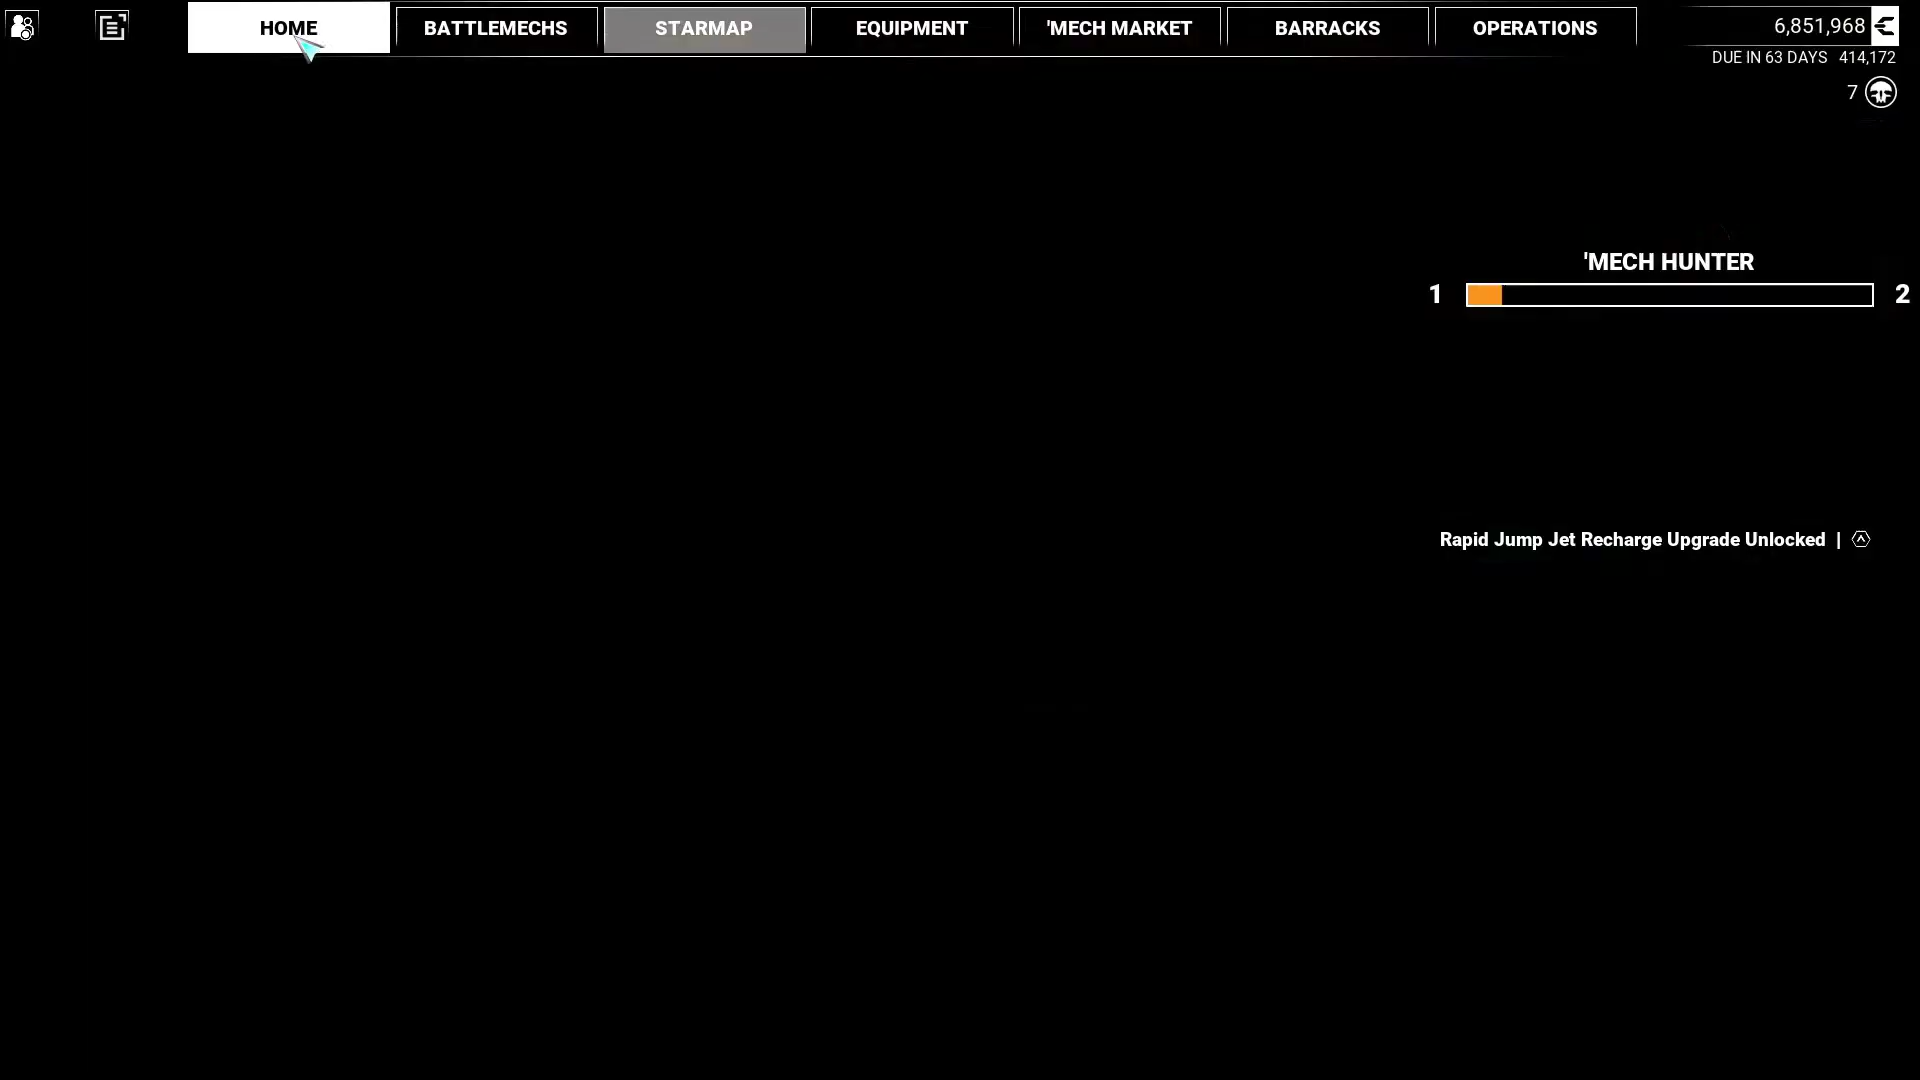 HOME
BATTLEMECHS
STARMAP
EQUIPMENT
'MECH MARKET
BARRACKS
OPERATIONS
6,851,968
DUE IN 63 DAYS 414,172
7
'MECH HUNTER
1 2
Rapid Jump Jet Recharge Upgrade Unlocked |